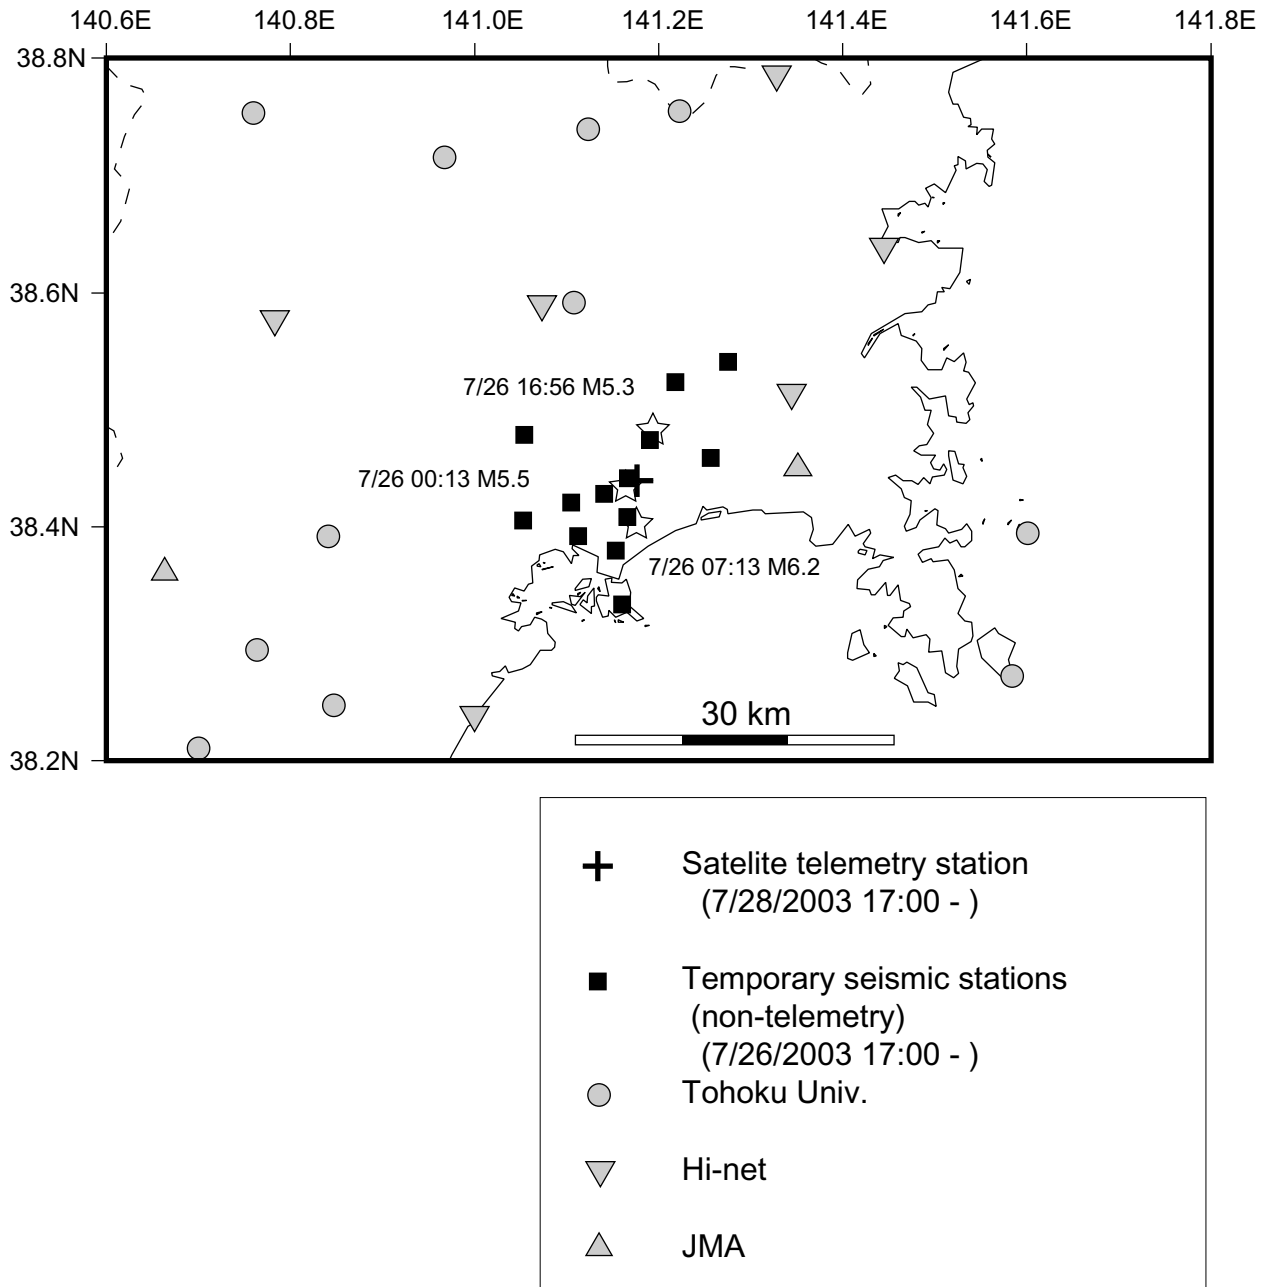 140.6E 140.8E 141.0E 141.2E 141.4E 141.6E 141.8E
38.8N
38.6N
7/26 16:56 M5.3
7/26 00:13 M5.5
38.4N
7/26 07:13 M6.2
30 km
38.2N
Satelite telemetry station
(7/28/2003 17:00 - )
Temporary seismic stations
(non-telemetry)
(7/26/2003 17:00 - )
Tohoku Univ.
Hi-net
JMA